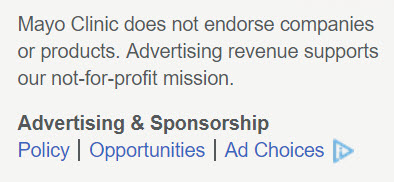 Mayo Clinic does not endorse companies
or products. Advertising revenue supports
our not-for-profit mission.
Advertising & Sponsorship
Policy | Opportunities | Ad Choices